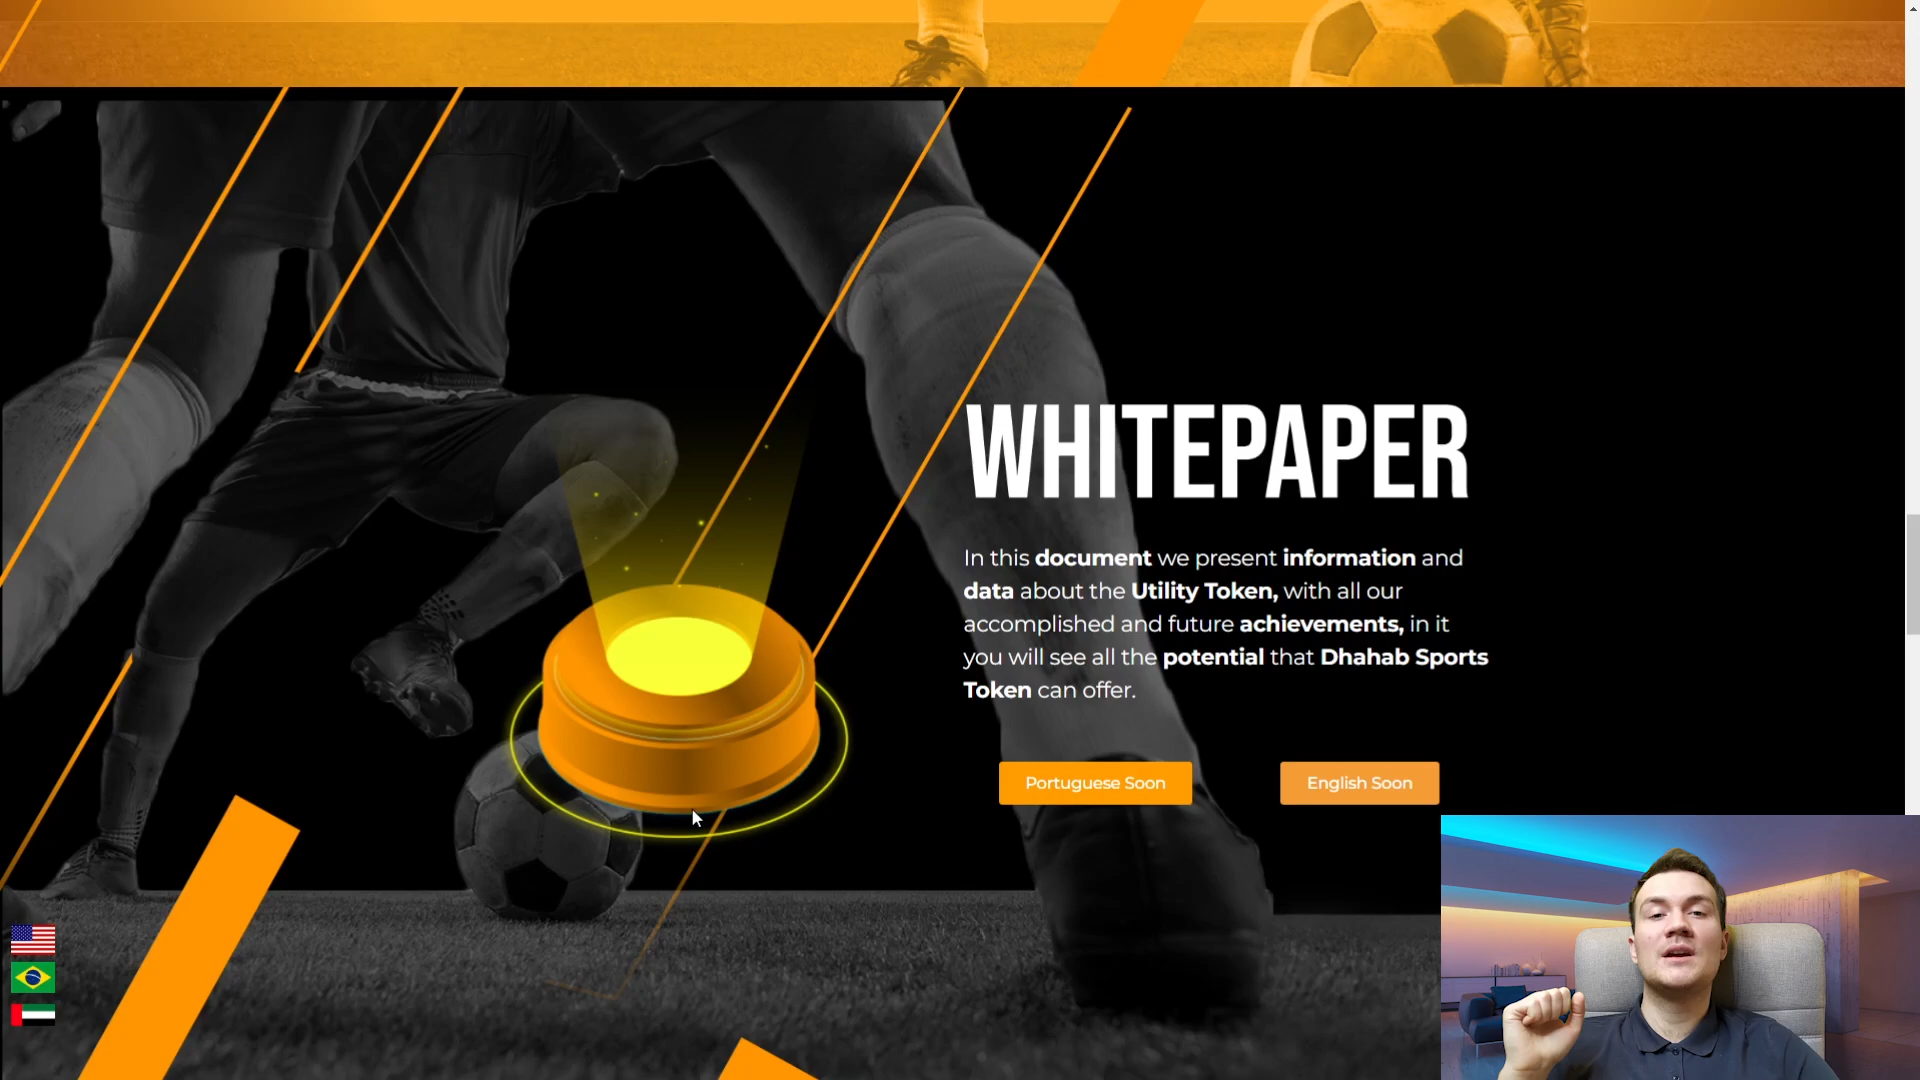 WHITEPAPER
In this document we present information and
data about the Utility Token, with all our
accomplished and future achievements, in it
you will see all the potential that Dhahab Sports
Token can offer.
Portuguese Soon
English Soon